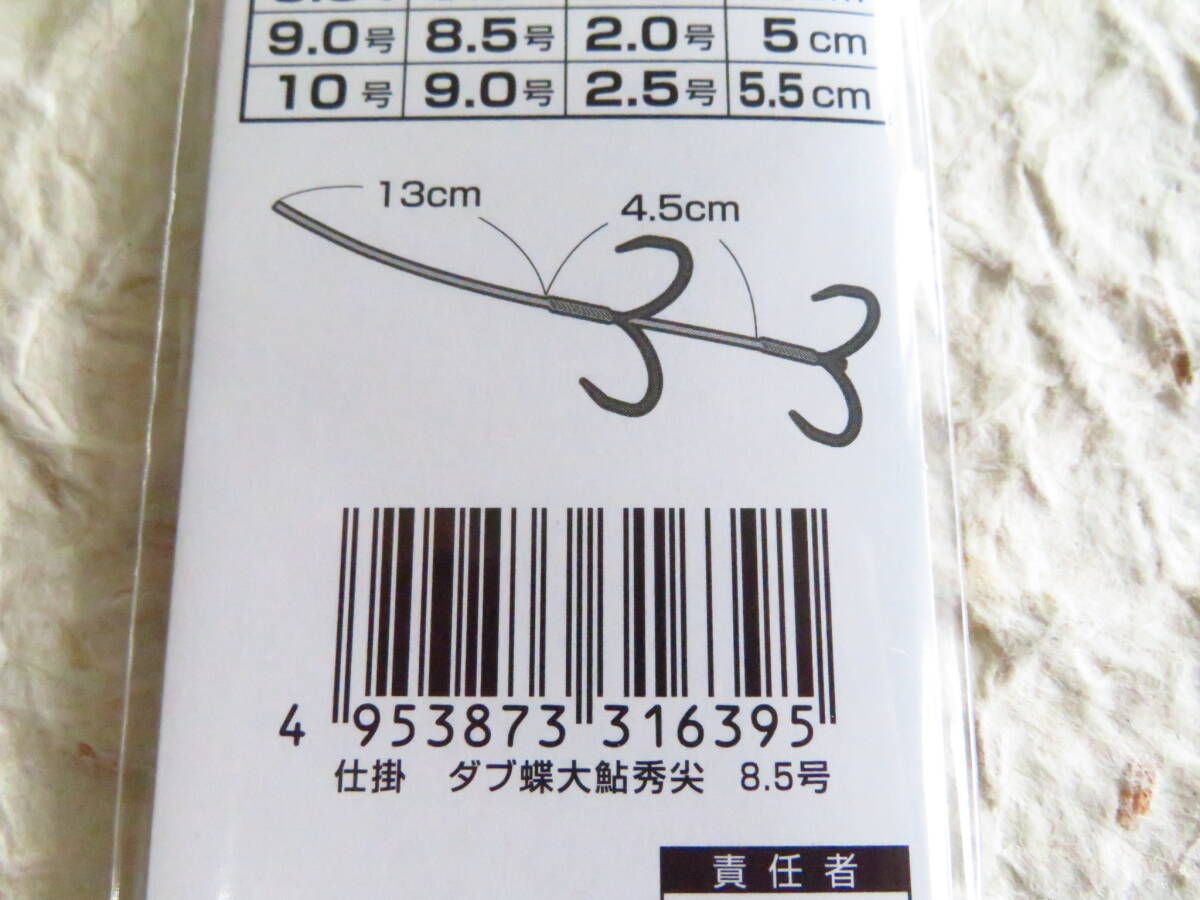 9.0号 8.5号 2.0号 5cm
10号 9.0号 2.5号 5.5cm
13cm 4.5cm
4 953873 316395
仕掛 ダブ蝶大鮎秀尖 8.5号
責任者